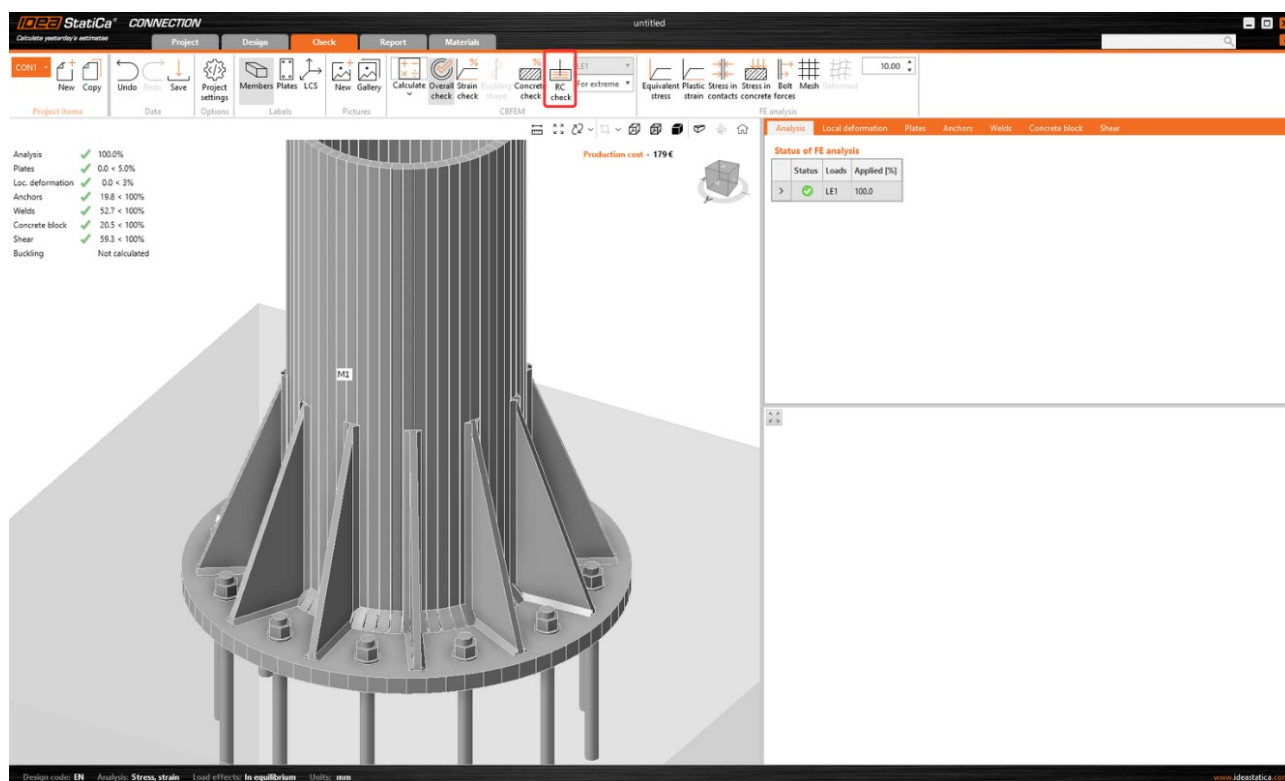 IDEA StatiCa® CONNECTION
untitled
Calculate yesterday's estimates
Project Design Check Report Materials
CON1
New Copy
Undo Redo Save
Project settings
Members Plates LCS
New Gallery
Calculate Overall check Strain check Buckling shape Concrete check RC check
LE1
For extreme
Equivalent stress Plastic strain Stress in contacts Stress in concrete Bolt forces Mesh Deformed
10.00
Project items Data Options Labels Pictures CBFEM FE analysis
Production cost - 179 €
Analysis 100.0%
Plates 0.0 < 5.0%
Loc. deformation 0.0 < 3%
Anchors 19.8 < 100%
Welds 52.7 < 100%
Concrete block 20.5 < 100%
Shear 59.3 < 100%
Buckling Not calculated
M1
Analysis Local deformation Plates Anchors Welds Concrete block Shear
Status of FE analysis
Status Loads Applied [%]
> LE1 100.0
Design code: EN Analysis: Stress, strain Load effects: In equilibrium Units: mm
www.ideastatica.com